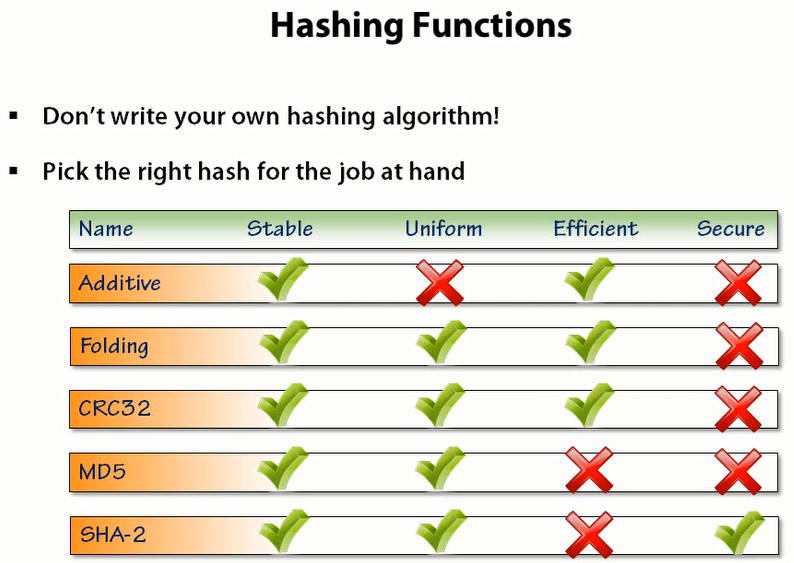 Hashing Functions
▪ Don't write your own hashing algorithm!
▪ Pick the right hash for the job at hand
Name Stable Uniform Efficient Secure
Additive
Folding
CRC32
MD5
SHA-2